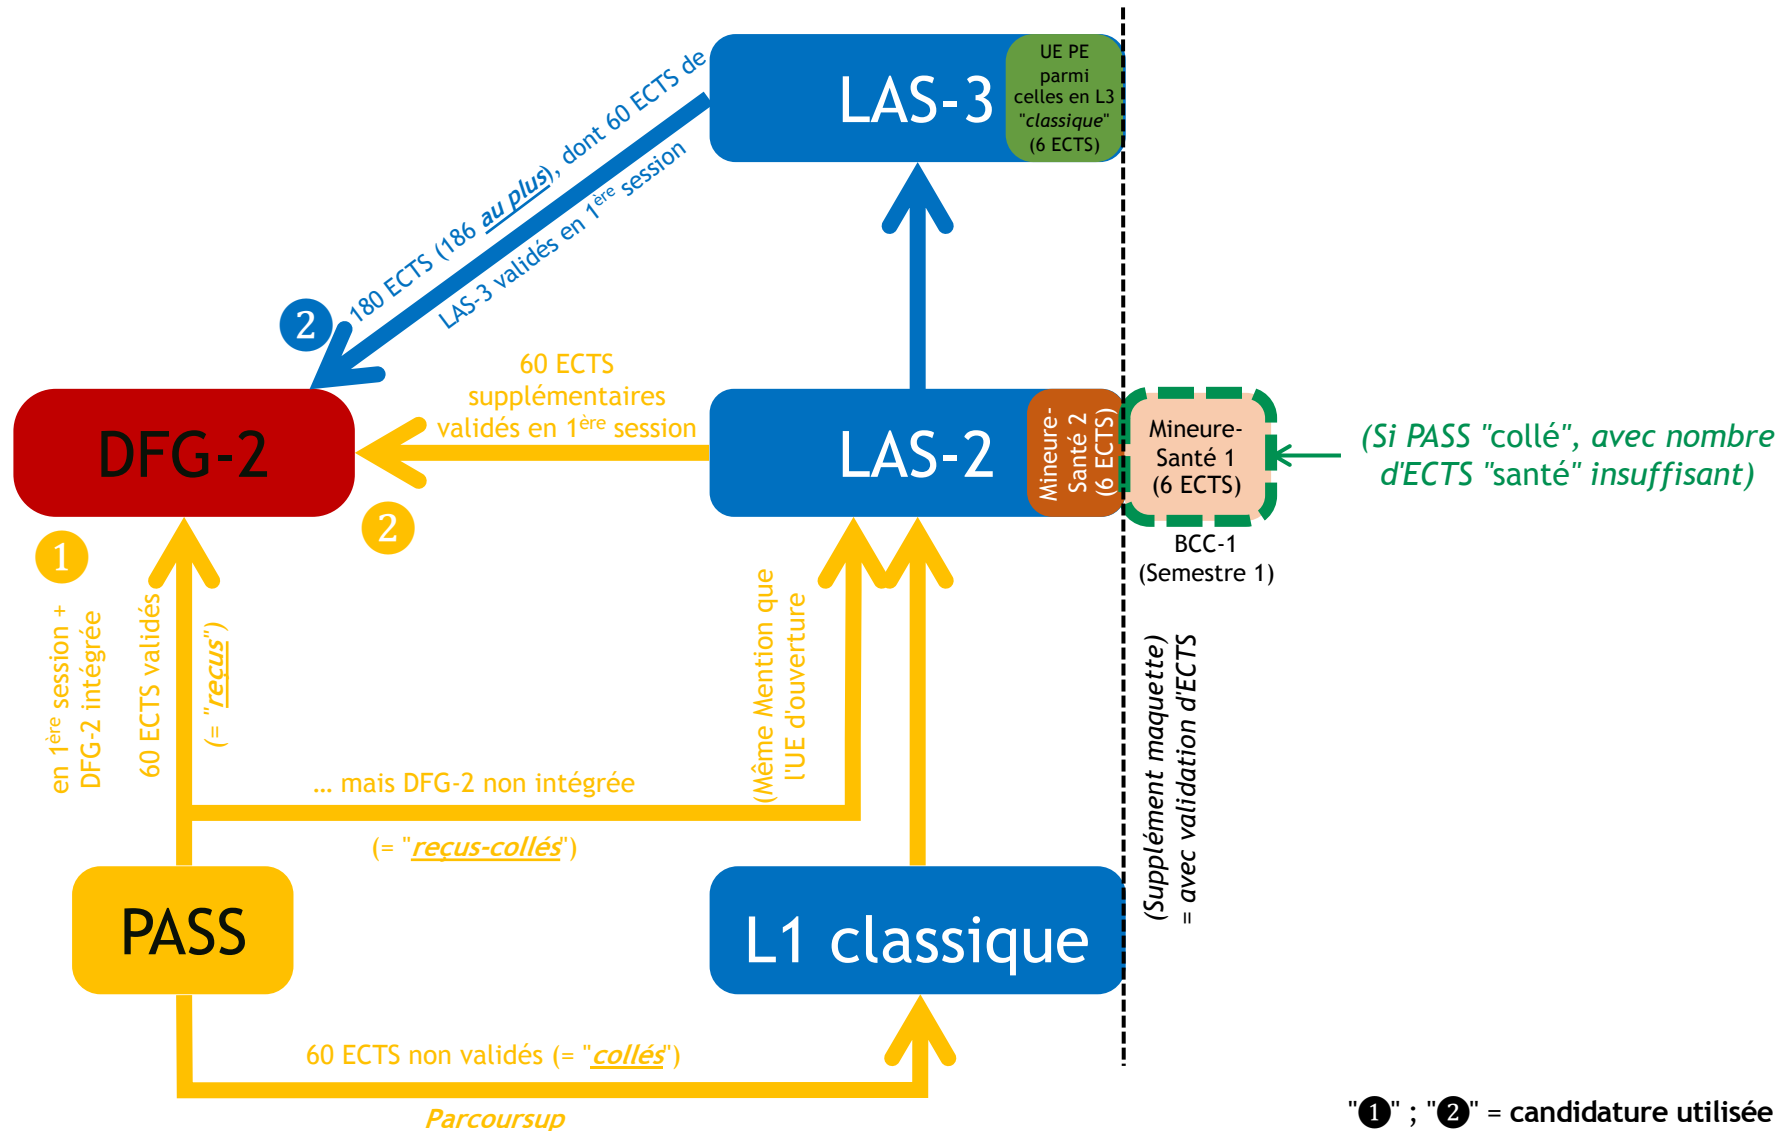 LAS-3
UE PE
parmi
celles en L3
"classique"
(6 ECTS)
180 ECTS (186 au plus), dont 60 ECTS de
LAS-3 validés en 1ère session
2
60 ECTS
supplémentaires
validés en 1ère session
2
DFG-2
LAS-2
Mineure-
Santé 2
(6 ECTS)
Mineure-
Santé 1
(6 ECTS)
BCC-1
(Semestre 1)
(Si PASS "collé", avec nombre
d'ECTS "santé" insuffisant)
1
60 ECTS validés
en 1ère session +
DFG-2 intégrée
(= "reçus")
(Même Mention que
l'UE d'ouverture
(Supplément maquette)
= avec validation d'ECTS
... mais DFG-2 non intégrée
(= "reçus-collés")
PASS
L1 classique
60 ECTS non validés (= "collés")
Parcoursup
"1" ; "2" = candidature utilisée